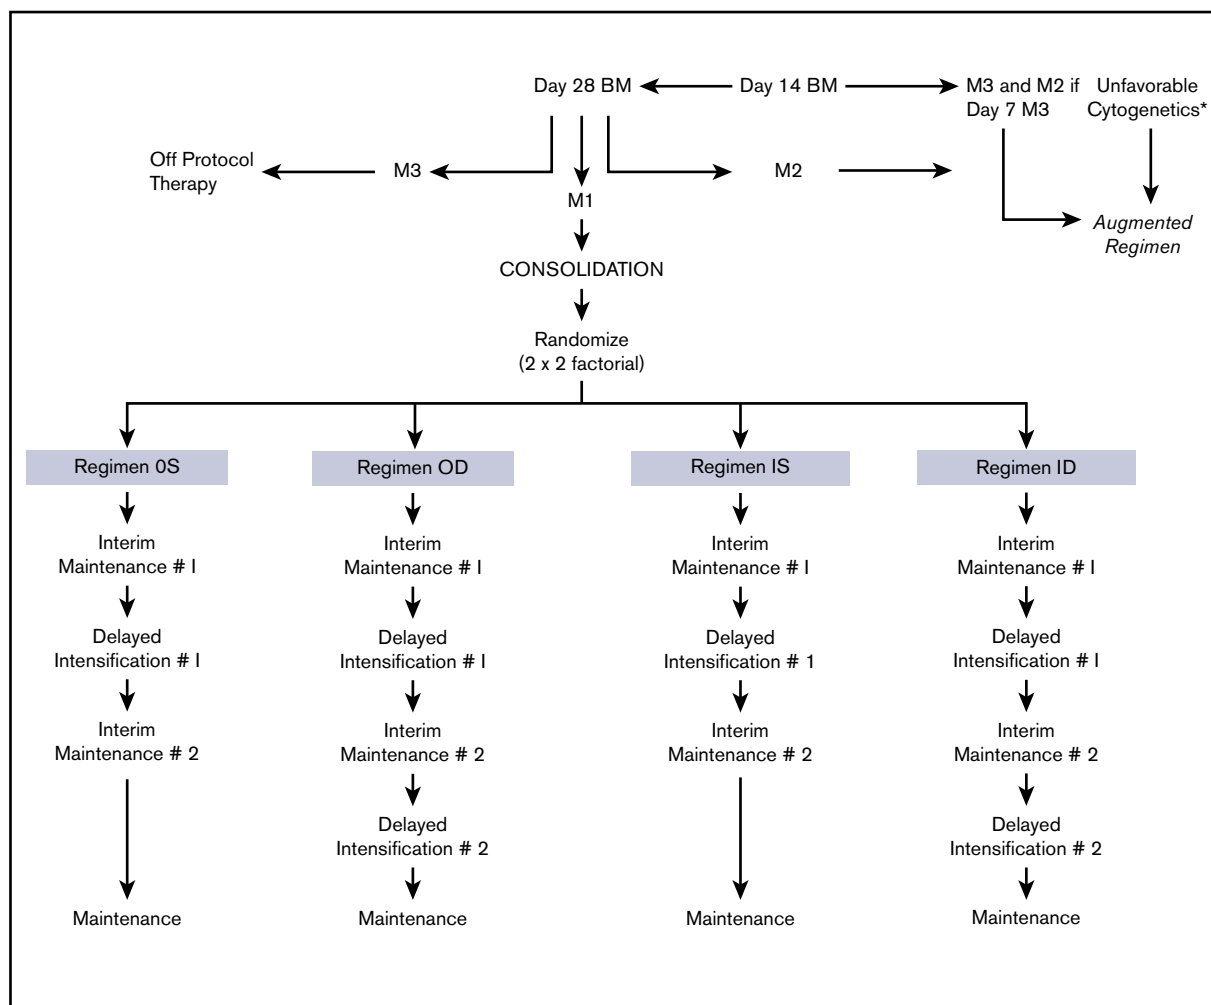 Day 28 BM
Day 14 BM
M3 and M2 if
Day 7 M3
Unfavorable
Cytogenetics*
Off Protocol
Therapy
M3
M2
M1
Augmented
Regimen
CONSOLIDATION
Randomize
(2 x 2 factorial)
Regimen 0S
Regimen OD
Regimen IS
Regimen ID
Interim
Maintenance # I
Interim
Maintenance # I
Interim
Maintenance # I
Interim
Maintenance # I
Delayed
Intensification # I
Delayed
Intensification # I
Delayed
Intensification # 1
Delayed
Intensification # I
Interim
Maintenance # 2
Interim
Maintenance # 2
Interim
Maintenance # 2
Interim
Maintenance # 2
Delayed
Intensification # 2
Delayed
Intensification # 2
Maintenance
Maintenance
Maintenance
Maintenance